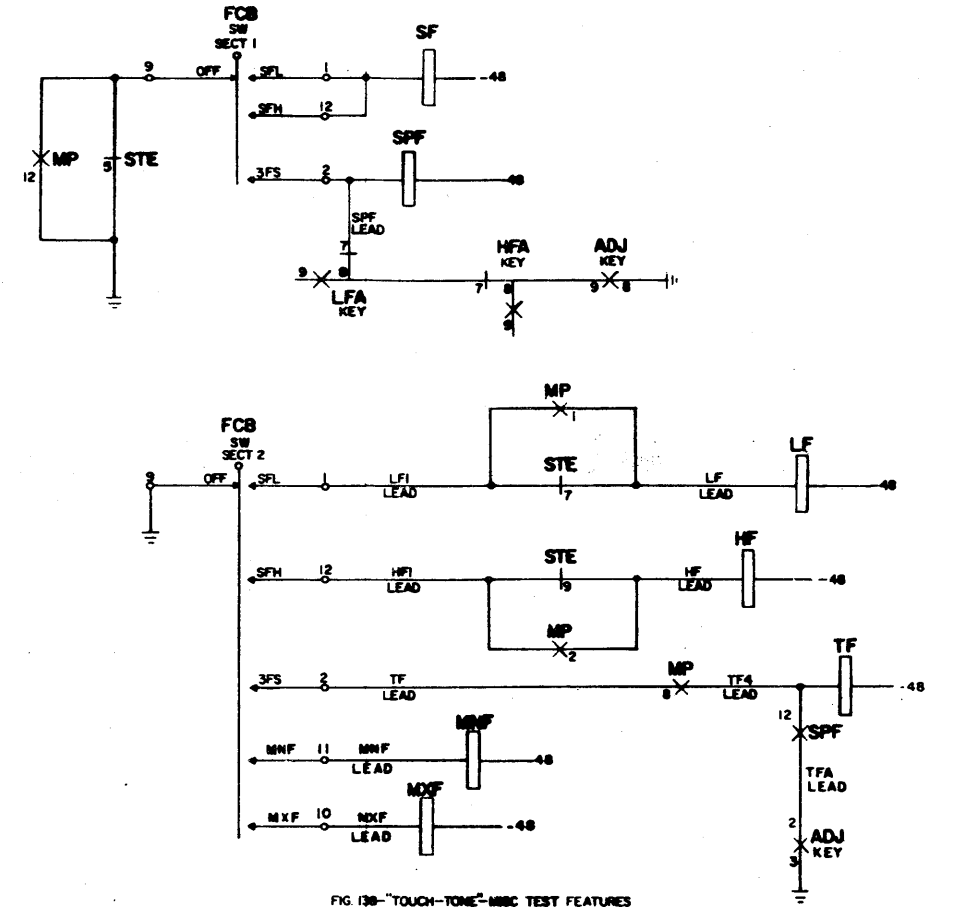 FCB
SW
SECT 1
SF
9
OFF
SFL
1
-48
SFH
12
SPF
MP
12
5
STE
3FS
2
48
SPF
LEAD
7
9
8
LFA
KEY
HFA
KEY
7
8
9
ADJ
KEY
9
8
MP
1
FCB
SW
SECT 2
9
OFF
SFL
1
LF1
LEAD
STE
7
LF
LEAD
LF
48
SFH
12
HF1
LEAD
STE
9
HF
LEAD
HF
-48
MP
2
3FS
2
TF
LEAD
MP
8
TF4
LEAD
TF
-48
12
SPF
TFA
LEAD
2
ADJ
KEY
3
MNF
11
MNF
LEAD
MNF
48
MXF
10
MXF
LEAD
MXF
-48
"TOUCH-TONE"-MISC TEST FEATURES